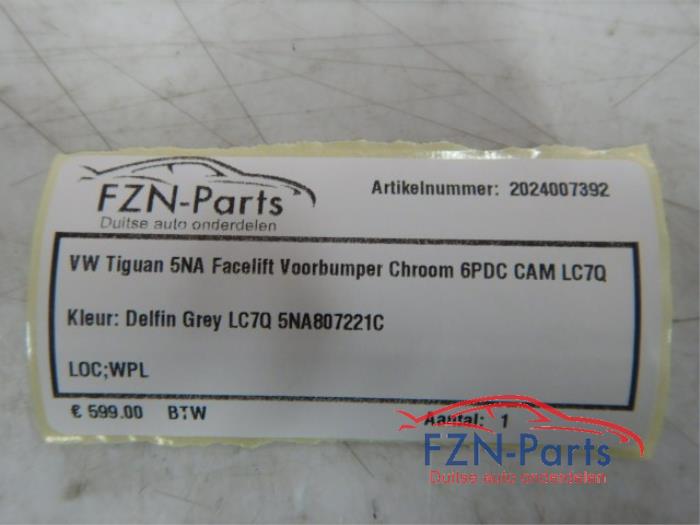 FZN-Parts
Duitse auto onderdelen
Artikelnummer: 2024007392
VW Tiguan 5NA Facelift Voorbumper Chroom 6PDC CAM LC7Q
Kleur: Delfin Grey LC7Q 5NA807221C
LOC;WPL
€ 599.00 BTW
Aantal: 1
FZN-Parts
Duitse auto onderdelen